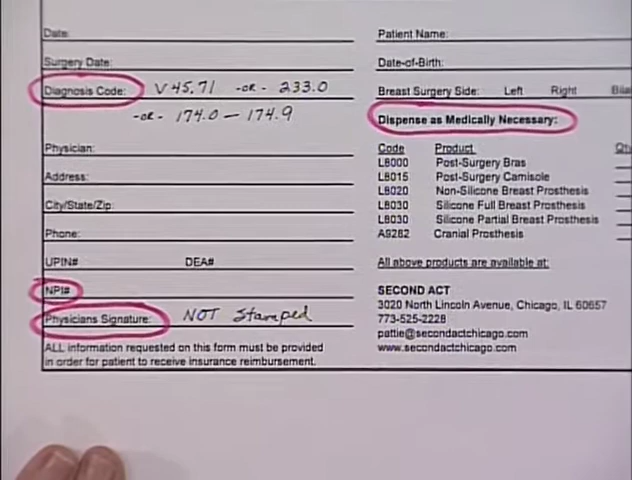 Date:
Surgery Date:
Diagnosis Code: V45.71 -OR- 233.0
-OR- 174.0 — 174.9
Physician:
Address:
City/State/Zip:
Phone:
UPIN# DEA#
NPI#
Physicians Signature: NOT Stamped
ALL information requested on this form must be provided
in order for patient to receive insurance reimbursement.
Patient Name:
Date-of-Birth:
Breast Surgery Side: Left Right
Dispense as Medically Necessary:
Code Product
L8000 Post-Surgery Bras
L8015 Post-Surgery Camisole
L8020 Non-Silicone Breast Prosthesis
L8030 Silicone Full Breast Prosthesis
L8030 Silicone Partial Breast Prosthesis
A9282 Cranial Prosthesis
All above products are available at:
SECOND ACT
3020 North Lincoln Avenue, Chicago, IL 60657
773-525-2228
pattie@secondactchicago.com
www.secondactchicago.com